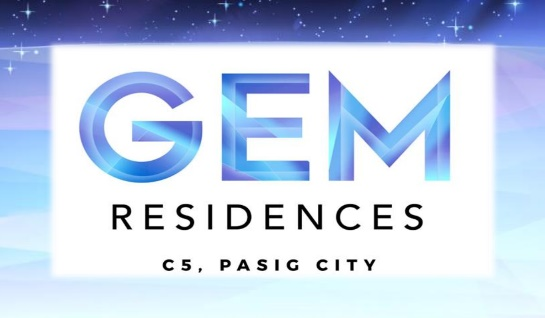 GEM
RESIDENCES
C5, PASIG CITY